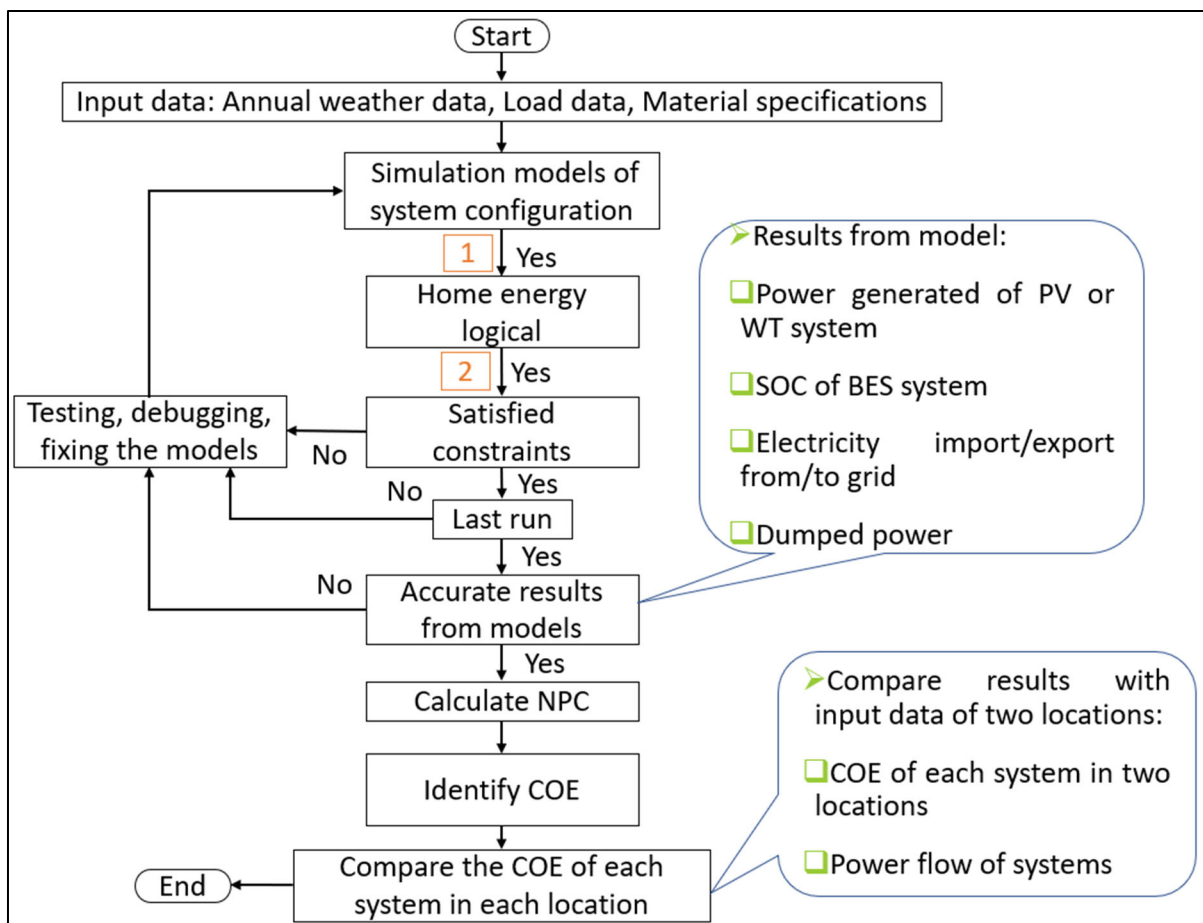 Start
Input data: Annual weather data, Load data, Material specifications
Simulation models of
system configuration
1
Yes
Home energy
logical
2
Yes
Satisfied
constraints
No
Testing, debugging,
fixing the models
Yes
No
Last run
Yes
No
Accurate results
from models
Yes
Calculate NPC
Identify COE
Compare the COE of each
system in each location
End
Results from model:
Power generated of PV or
WT system
SOC of BES system
Electricity import/export
from/to grid
Dumped power
Compare results with
input data of two locations:
COE of each system in two
locations
Power flow of systems